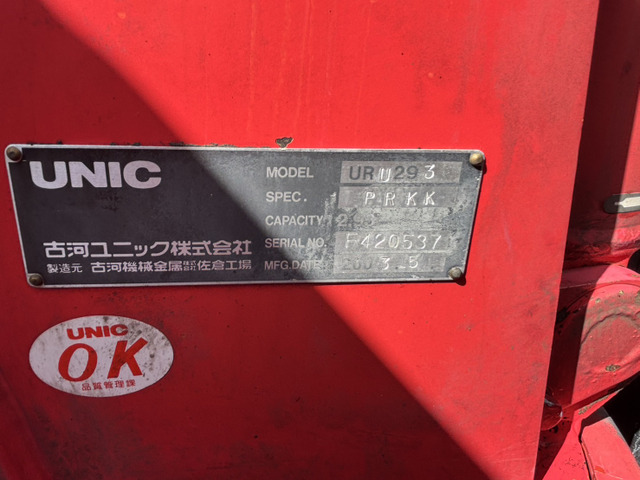 UNIC
MODEL URU293
SPEC. PRKK
CAPACITY
古河ユニック株式会社
SERIAL NO. F420537
製造元 古河機械金属株式会社佐倉工場
MFG.DATE 2003.5
UNIC
OK
品質管理課